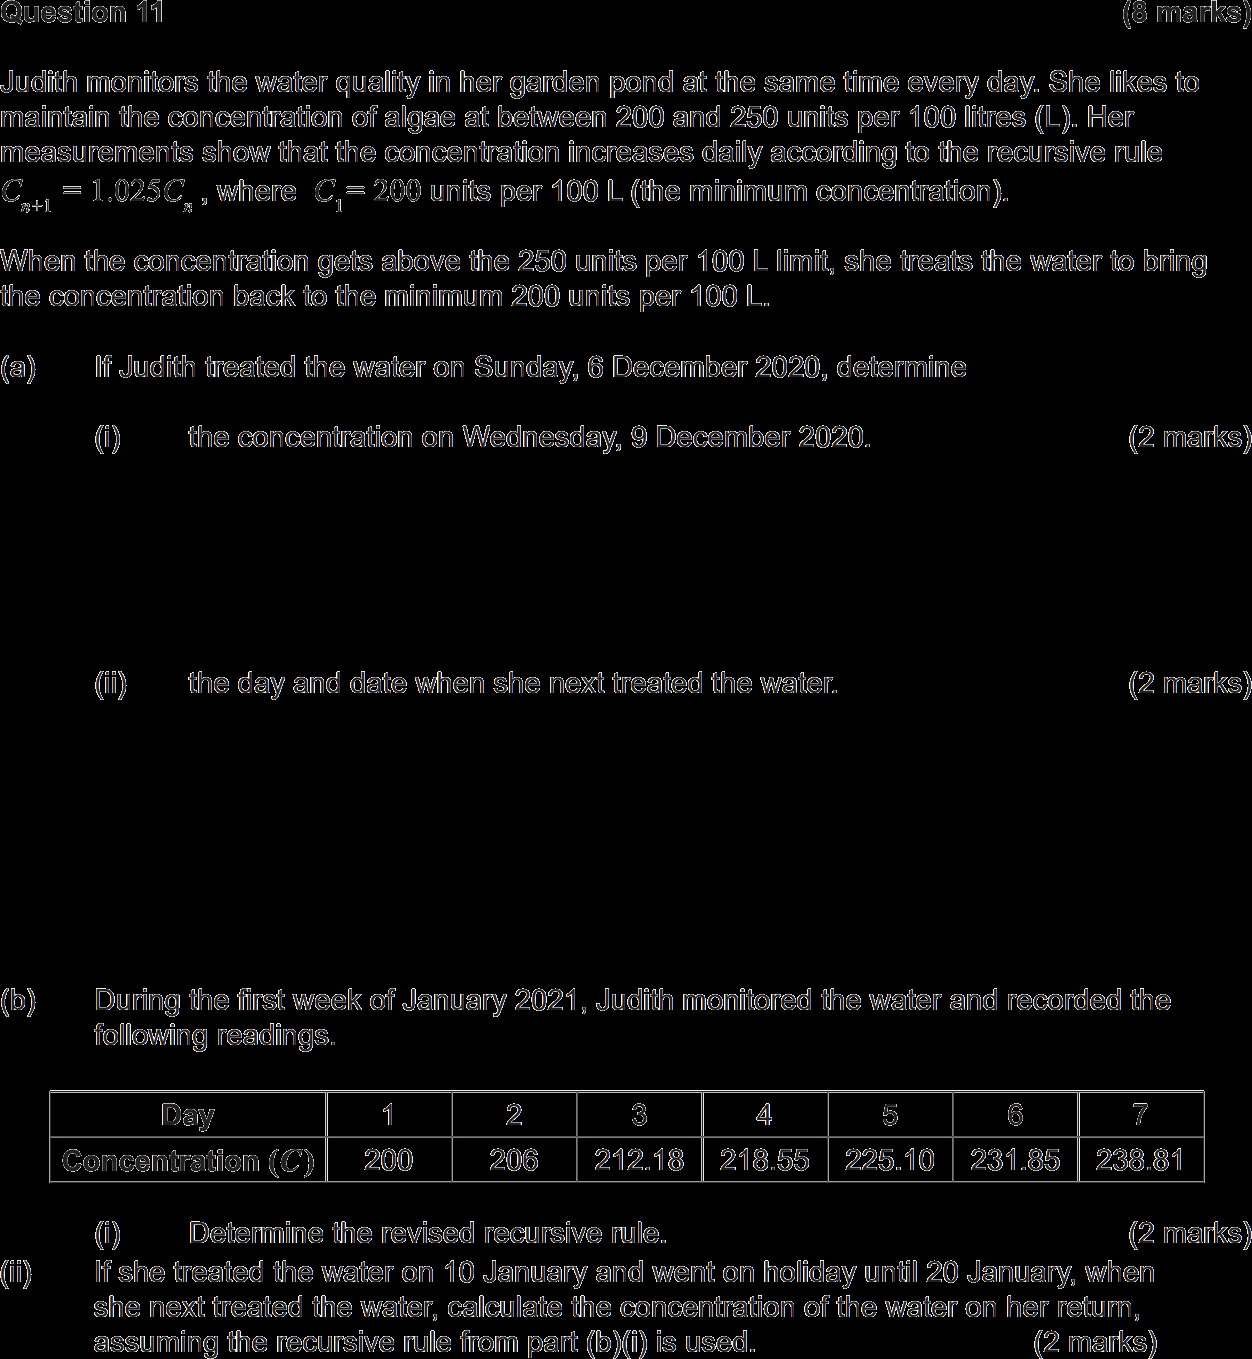 Question 11 (8 marks)
Judith monitors the water quality in her garden pond at the same time every day. She likes to
maintain the concentration of algae at between 200 and 250 units per 100 litres (L). Her
measurements show that the concentration increases daily according to the recursive rule
Cₙ₊₁ = 1.025Cₙ , where C₁= 200 units per 100 L (the minimum concentration).
When the concentration gets above the 250 units per 100 L limit, she treats the water to bring
the concentration back to the minimum 200 units per 100 L.
(a) If Judith treated the water on Sunday, 6 December 2020, determine
(i) the concentration on Wednesday, 9 December 2020. (2 marks)
(ii) the day and date when she next treated the water. (2 marks)
(b) During the first week of January 2021, Judith monitored the water and recorded the
following readings.
Day 1 2 3 4 5 6 7
Concentration (C) 200 206 212.18 218.55 225.10 231.85 238.81
(i) Determine the revised recursive rule. (2 marks)
(ii) If she treated the water on 10 January and went on holiday until 20 January, when
she next treated the water, calculate the concentration of the water on her return,
assuming the recursive rule from part (b)(i) is used. (2 marks)